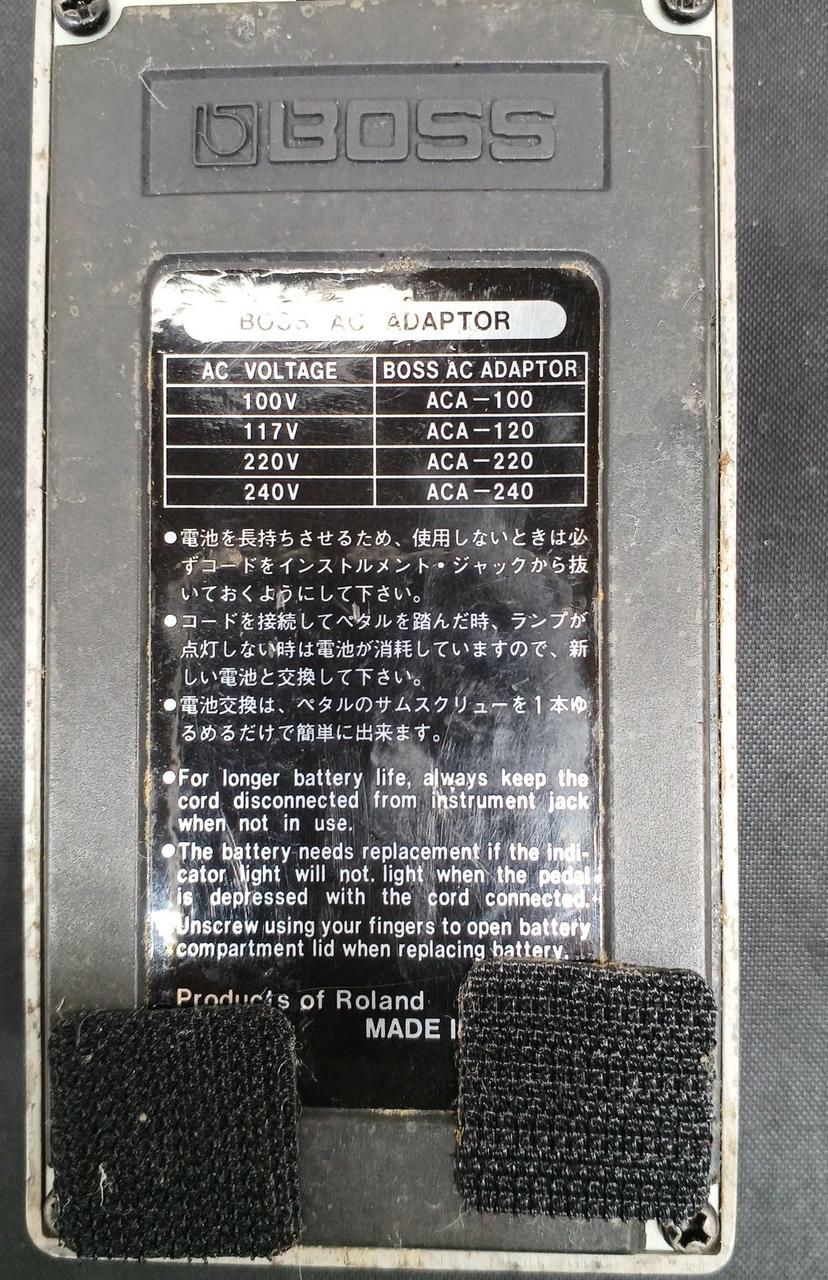 BOSS
BOSS AC ADAPTOR
AC VOLTAGE BOSS AC ADAPTOR
100V ACA-100
117V ACA-120
220V ACA-220
240V ACA-240
●電池を長持ちさせるため、使用しないときは必
ずコードをインストルメント・ジャックから抜
いておくようにして下さい。
●コードを接続してペタルを踏んだ時、ランプが
点灯しない時は電池が消耗していますので、新
しい電池と交換して下さい。
●電池交換は、ペタルのサムスクリューを1本ゆ
るめるだけで簡単に出来ます。
●For longer battery life, always keep the
cord disconnected from instrument jack
when not in use.
●The battery needs replacement if the indi-
cator light will not. light when the pedal
is depressed with the cord connected.
Unscrew using your fingers to open battery
compartment lid when replacing battery.
Products of Roland
MADE